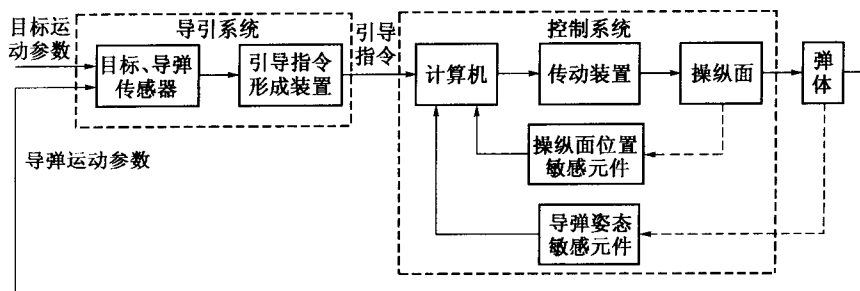 目标运
动参数
导引系统
引导
指令
控制系统
目标、导弹
传感器
引导指令
形成装置
计算机
传动装置
操纵面
弹
体
操纵面位置
敏感元件
导弹运动参数
导弹姿态
敏感元件